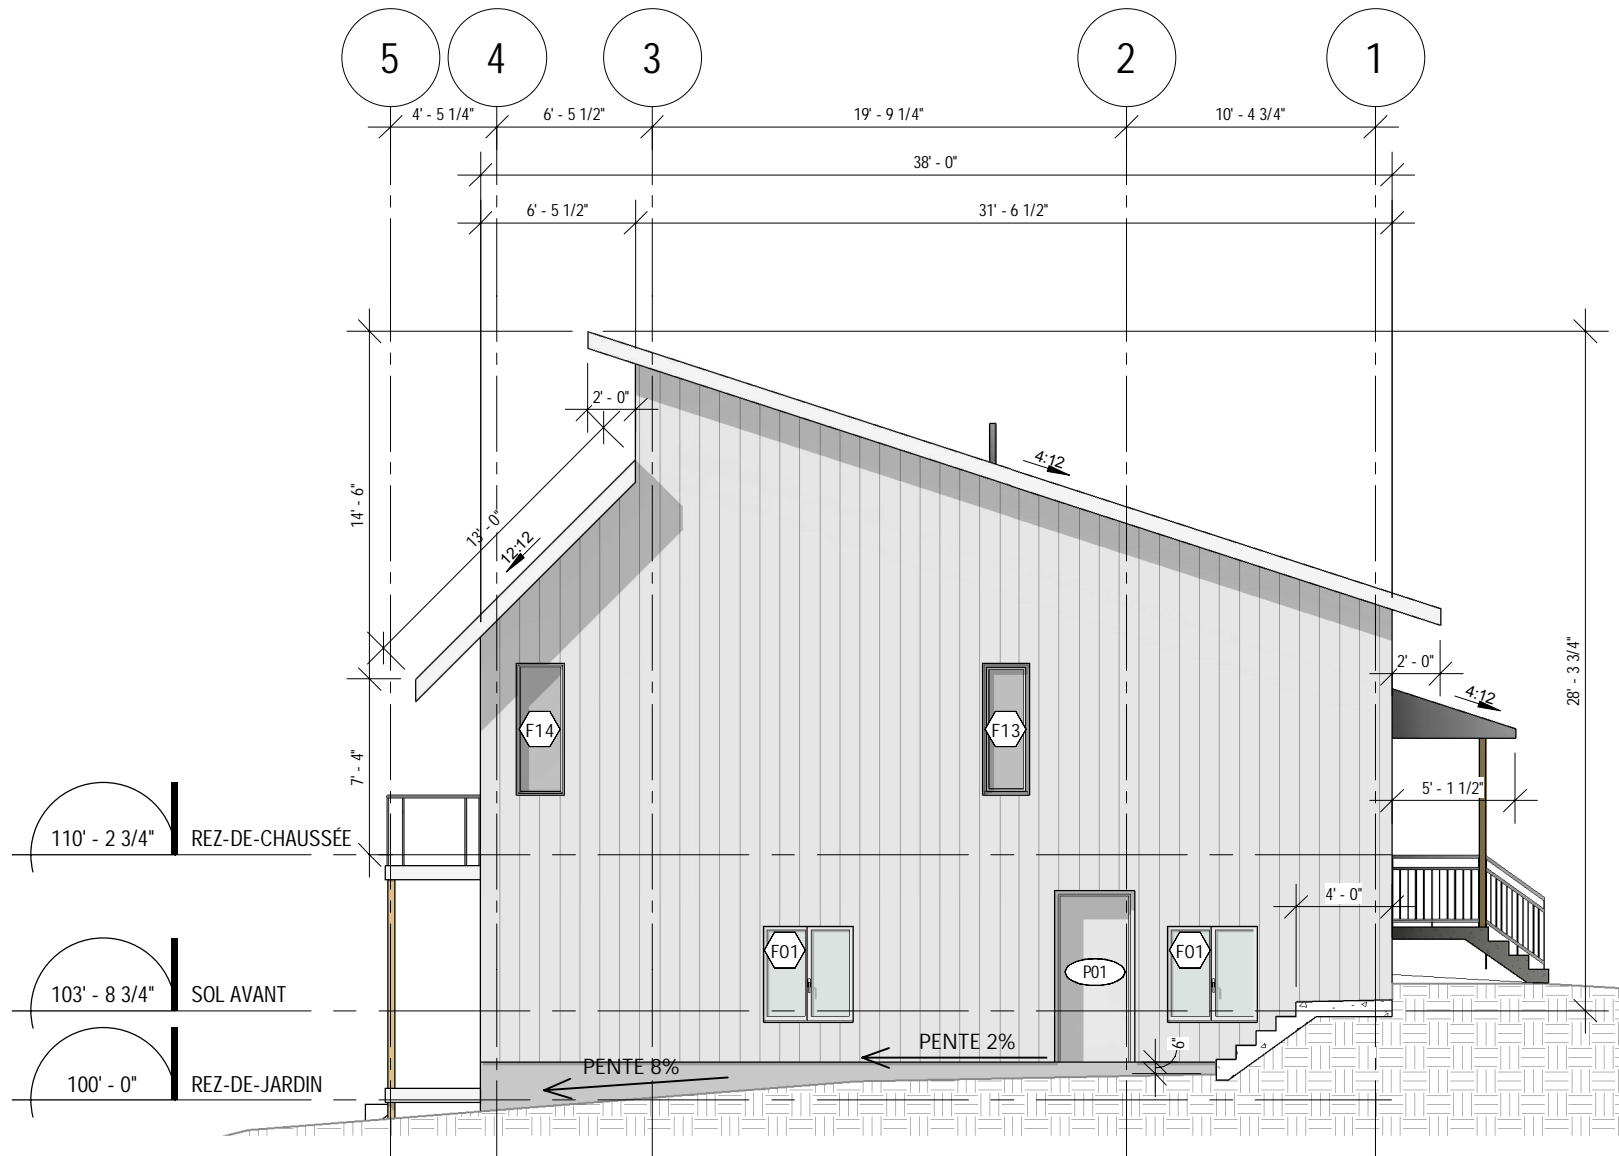 5 4 3 2 1
4' - 5 1/4" 6' - 5 1/2" 19' - 9 1/4" 10' - 4 3/4"
38' - 0"
6' - 5 1/2" 31' - 6 1/2"
2' - 0"
4:12
14' - 6"
13' - 0"
12:12
28' - 3 3/4"
2' - 0"
4:12
F14 F13
7' - 4"
5' - 1 1/2"
110' - 2 3/4" REZ-DE-CHAUSSÉE
4' - 0"
F01 F01
P01
103' - 8 3/4" SOL AVANT
PENTE 2% 6"
PENTE 8%
100' - 0" REZ-DE-JARDIN